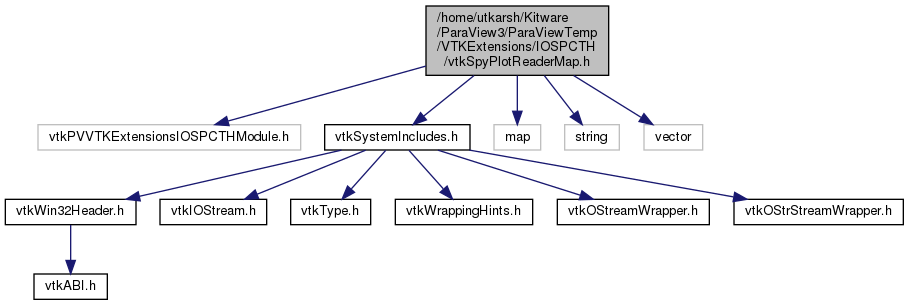 /home/utkarsh/Kitware
/ParaView3/ParaViewTemp
/VTKExtensions/IOSPCTH
/vtkSpyPlotReaderMap.h
vtkPVVTKExtensionsIOSPCTHModule.h
vtkSystemIncludes.h
map
string
vector
vtkWin32Header.h
vtkIOStream.h
vtkType.h
vtkWrappingHints.h
vtkOStreamWrapper.h
vtkOStrStreamWrapper.h
vtkABI.h